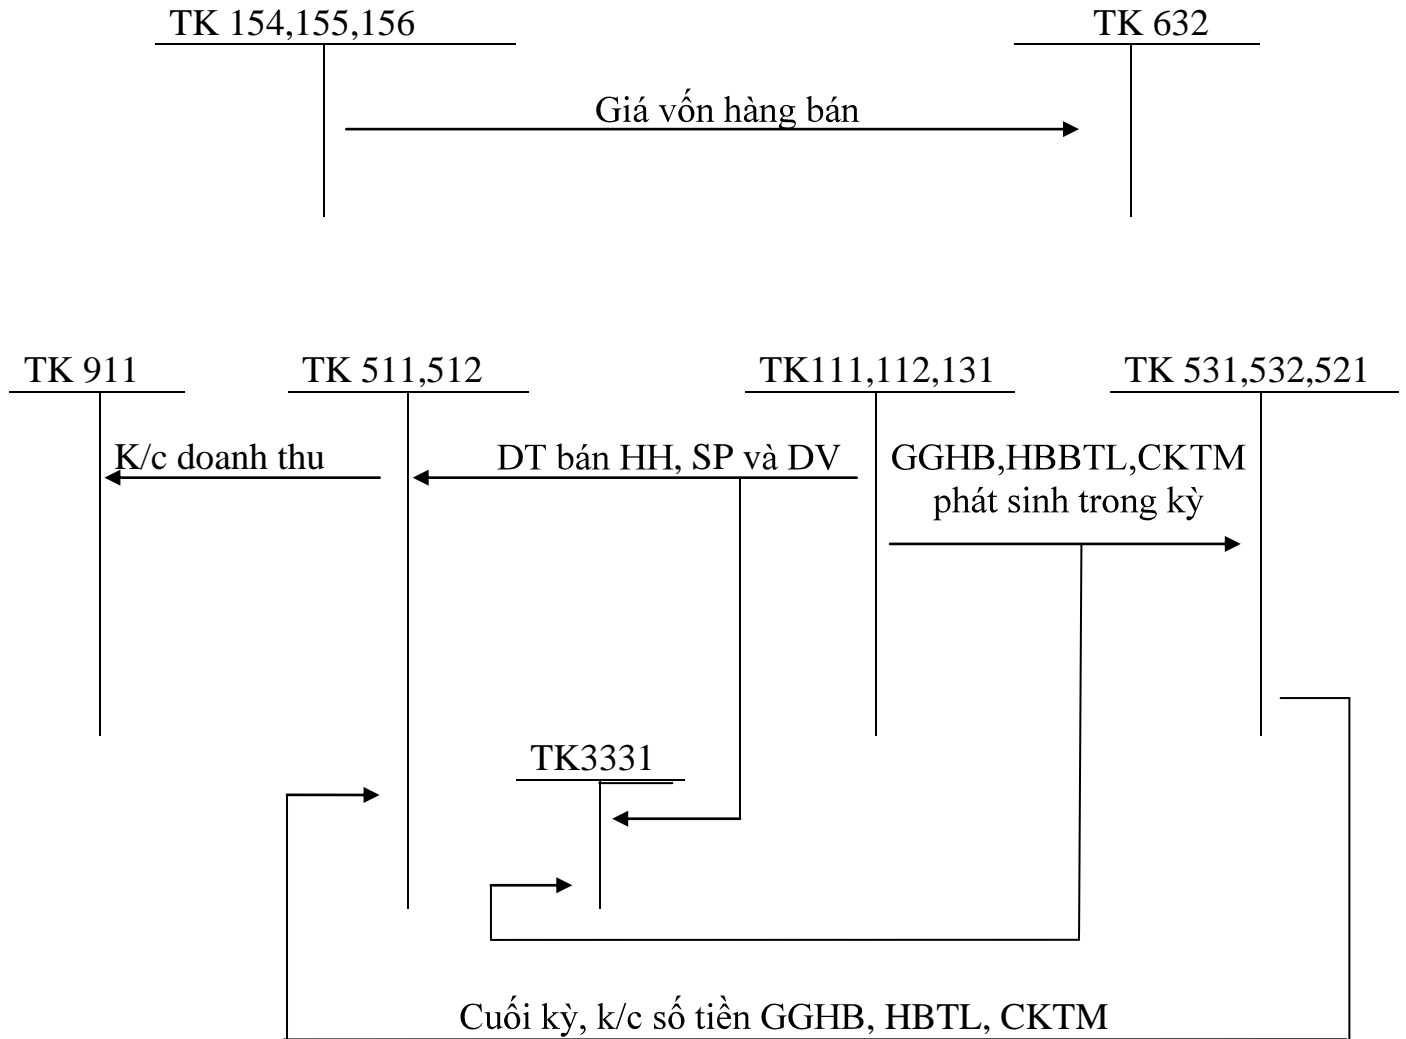 TK 154,155,156
TK 632
Giá vốn hàng bán
TK 911
TK 511,512
TK111,112,131
TK 531,532,521
K/c doanh thu
DT bán HH, SP và DV
GGHB,HBBTL,CKTM
phát sinh trong kỳ
TK3331
Cuối kỳ, k/c số tiền GGHB, HBTL, CKTM